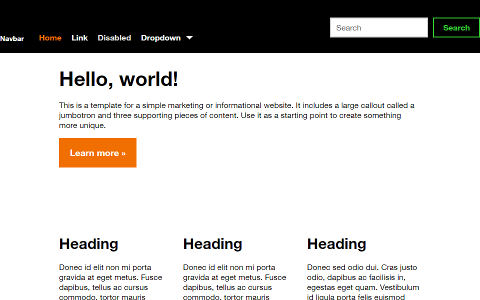 Navbar Home Link Disabled Dropdown Search Search
Hello, world!
This is a template for a simple marketing or informational website. It includes a large callout called a
jumbotron and three supporting pieces of content. Use it as a starting point to create something
more unique.
Learn more »
Heading Heading Heading
Donec id elit non mi porta Donec id elit non mi porta Donec sed odio dui. Cras justo
gravida at eget metus. Fusce gravida at eget metus. Fusce odio, dapibus ac facilisis in,
dapibus, tellus ac cursus dapibus, tellus ac cursus egestas eget quam. Vestibulum
commodo, tortor mauris commodo, tortor mauris id ligula porta felis euismod